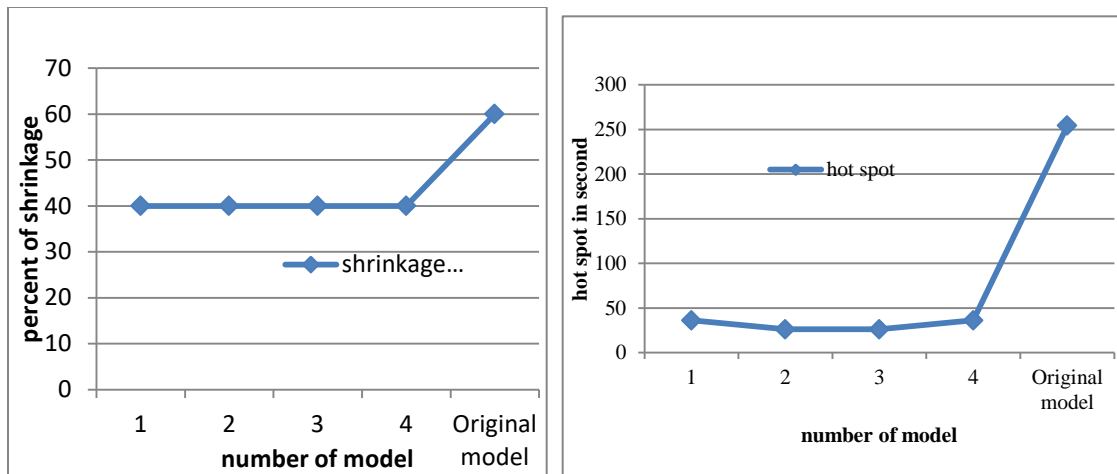 percent of shrinkage
70
60
50
40
30
20
10
0
shrinkage...
1 2 3 4 Original
model
number of model
hot spot in second
300
250
200
150
100
50
0
hot spot
1 2 3 4 Original
model
number of model